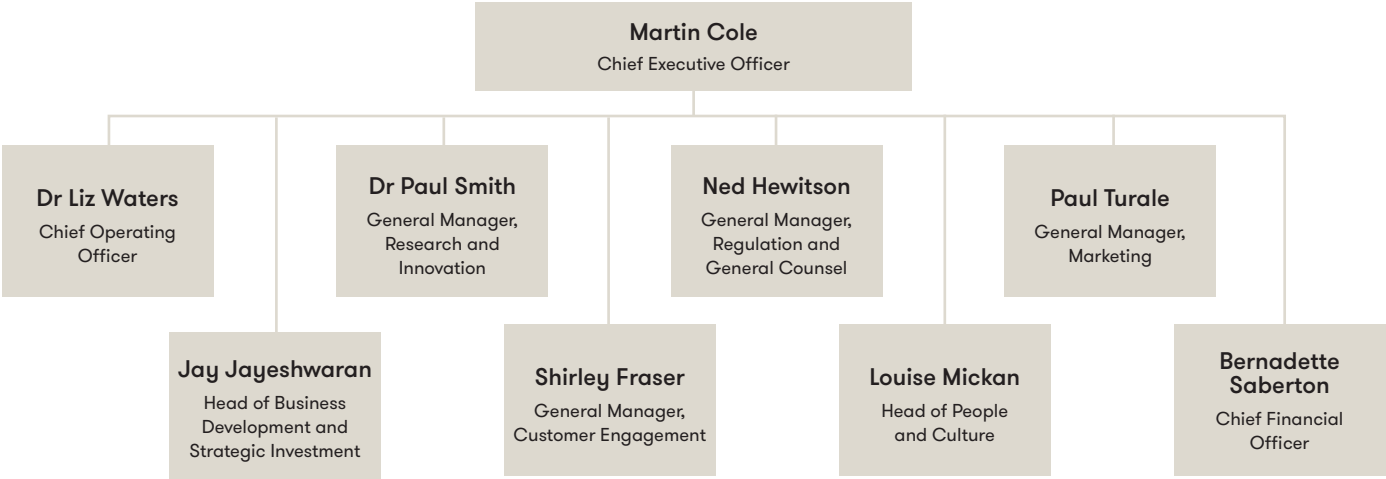 Martin Cole
Chief Executive Officer
Dr Liz Waters
Chief Operating
Officer
Dr Paul Smith
General Manager,
Research and
Innovation
Ned Hewitson
General Manager,
Regulation and
General Counsel
Paul Turale
General Manager,
Marketing
Jay Jayeshwaran
Head of Business
Development and
Strategic Investment
Shirley Fraser
General Manager,
Customer Engagement
Louise Mickan
Head of People
and Culture
Bernadette
Saberton
Chief Financial
Officer